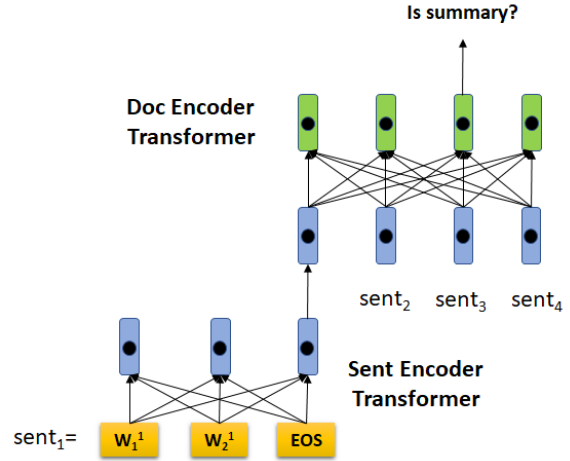 Is summary?
Doc Encoder
Transformer
sent₂ sent₃ sent₄
Sent Encoder
Transformer
sent₁= W₁¹ W₂¹ EOS